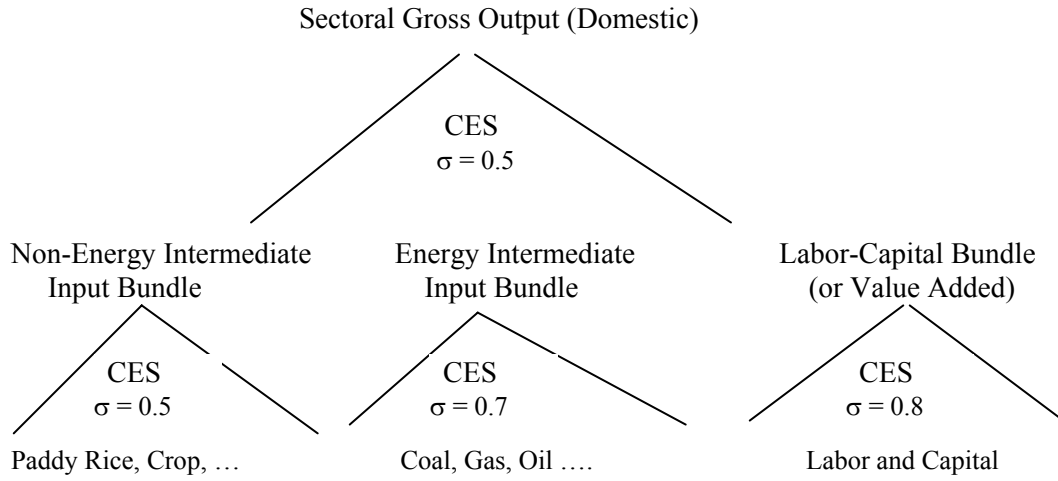 Sectoral Gross Output (Domestic)
CES
σ = 0.5
Non-Energy Intermediate
Input Bundle
Energy Intermediate
Input Bundle
Labor-Capital Bundle
(or Value Added)
CES
σ = 0.5
CES
σ = 0.7
CES
σ = 0.8
Paddy Rice, Crop, …
Coal, Gas, Oil ….
Labor and Capital